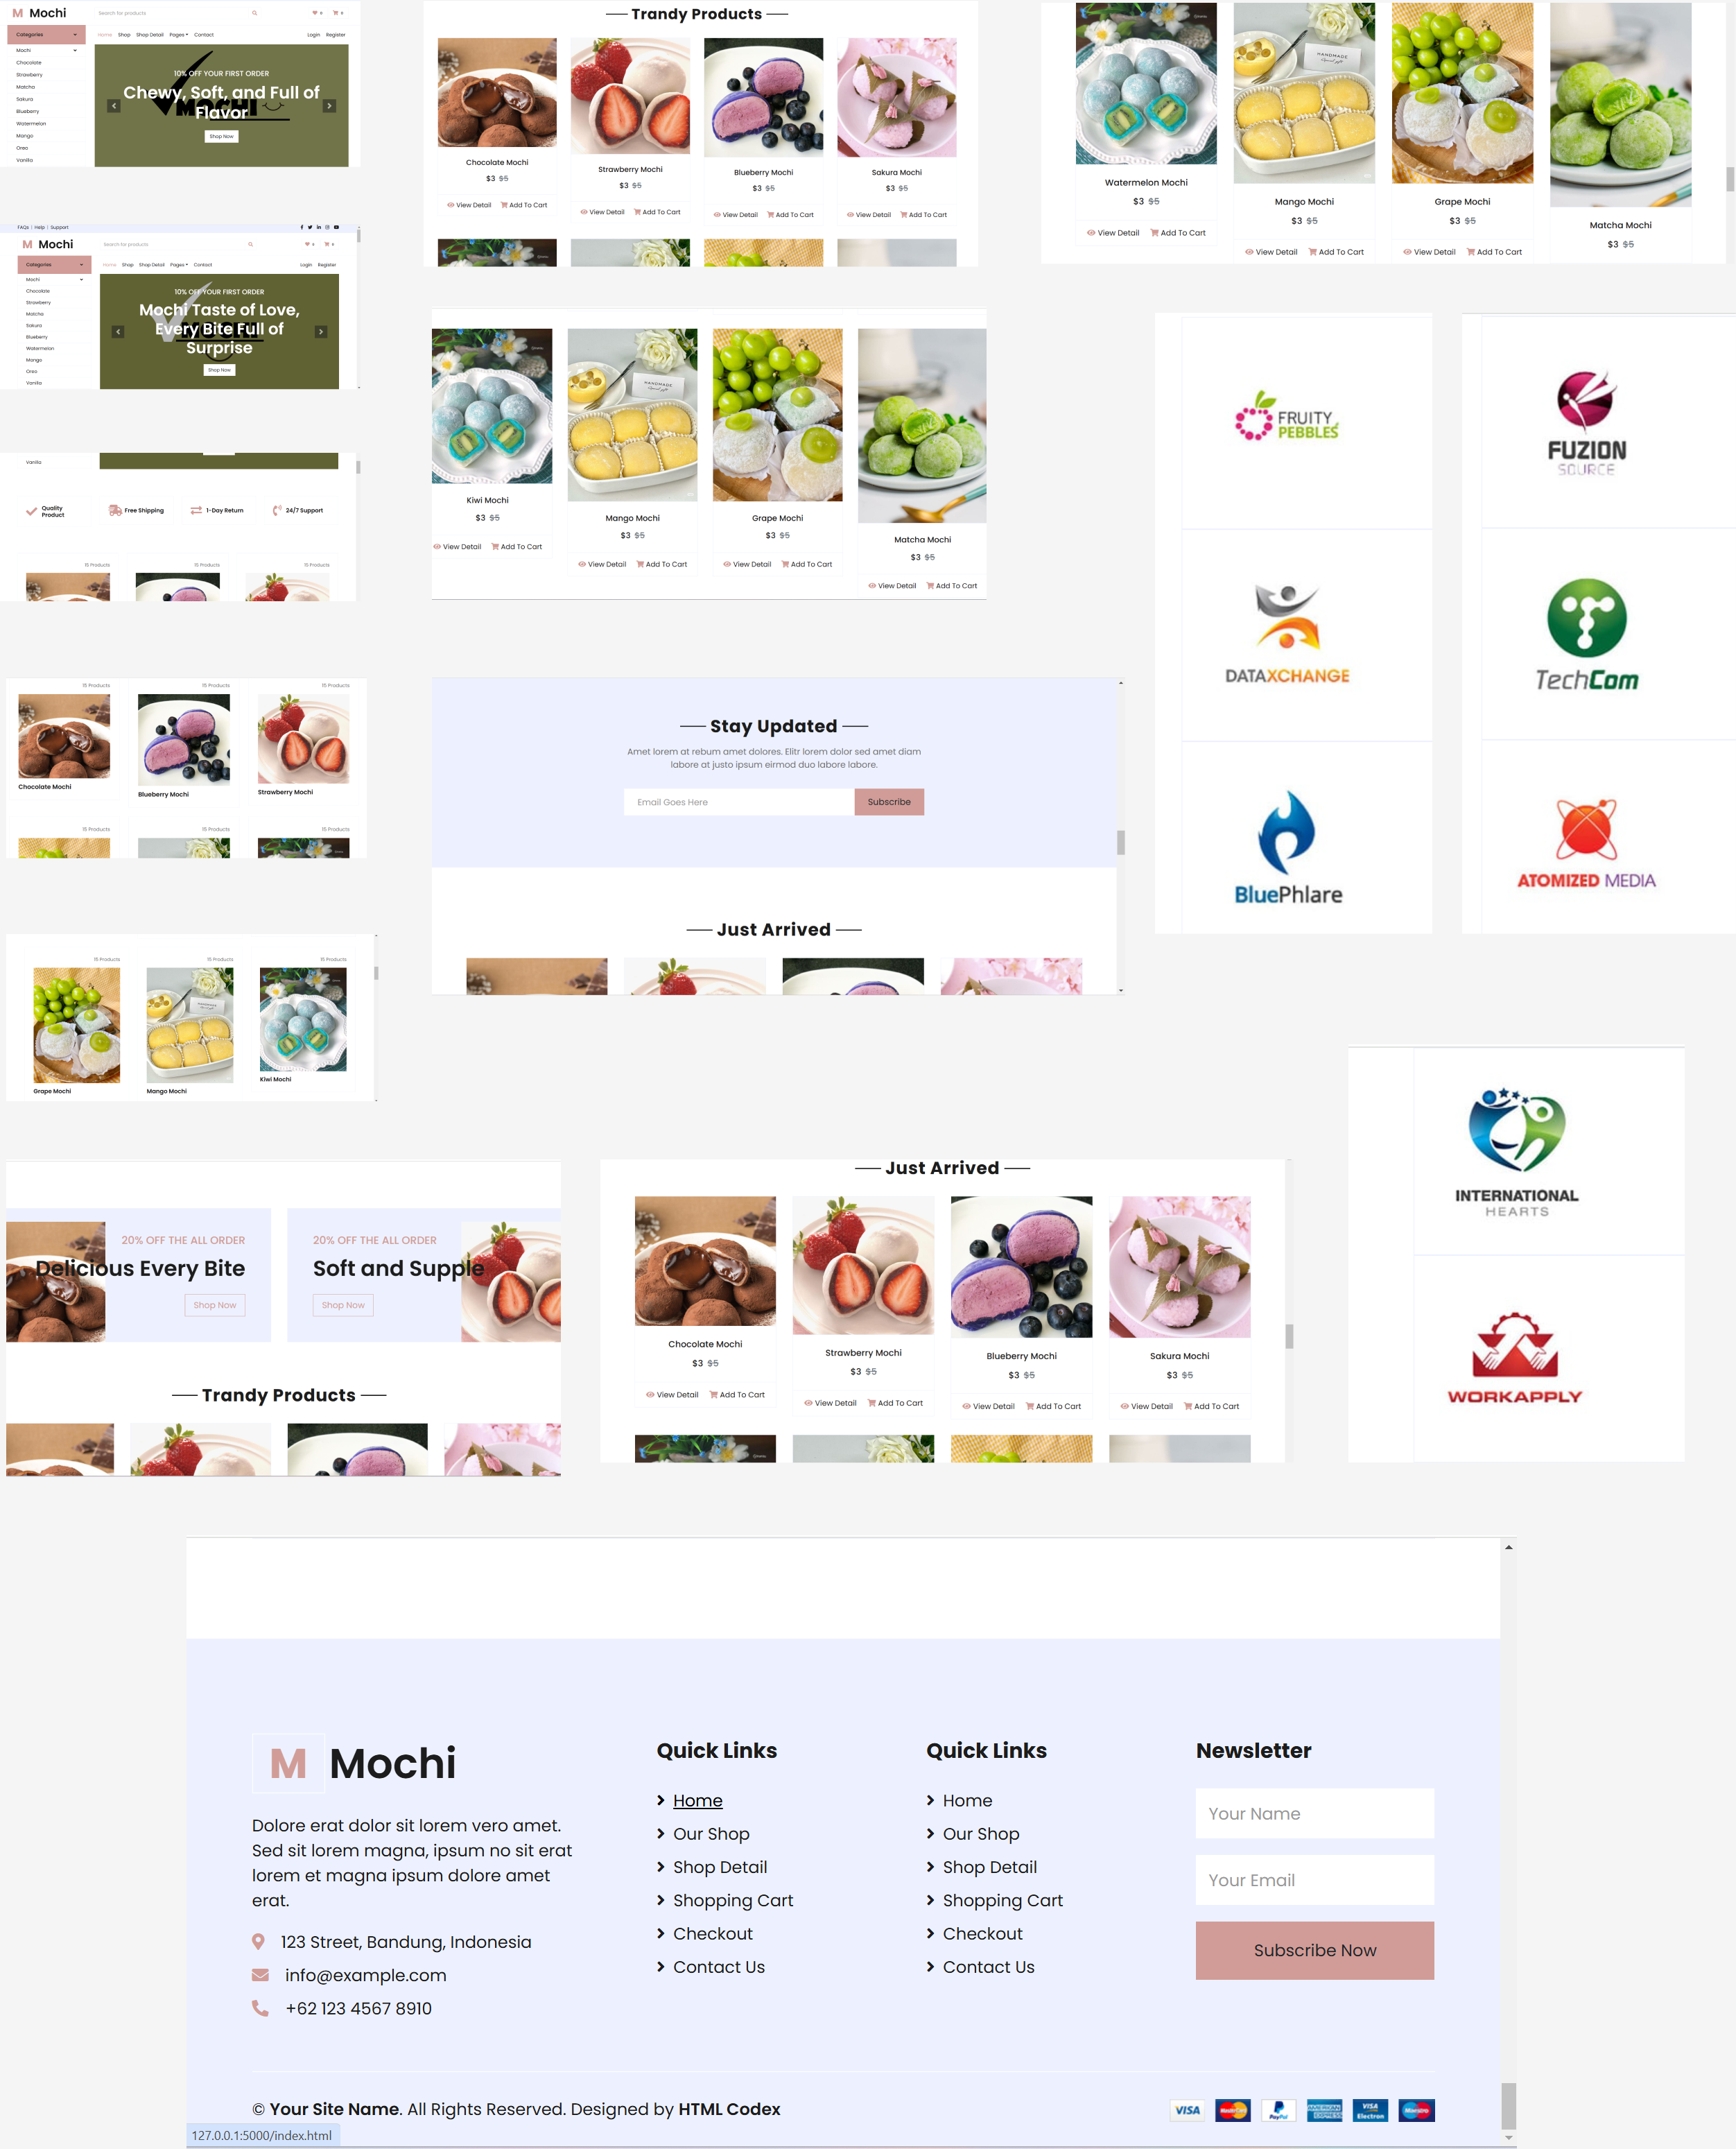 M Mochi
Search for products
0 0
Categories
Home Shop Shop Detail Pages Contact Login Register
Mochi
Chocolate
Strawberry
Matcha
Sakura
Blueberry
Watermelon
Mango
Oreo
Vanilla
10% OFF YOUR FIRST ORDER
Chewy, Soft, and Full of
Flavor
MOCHI
Shop Now
FAQs | Help | Support
M Mochi
Search for products
Categories
Home Shop Shop Detail Pages Contact Login Register
Mochi
Chocolate
Strawberry
Matcha
Sakura
Blueberry
Watermelon
Mango
Oreo
Vanilla
10% OFF YOUR FIRST ORDER
Mochi Taste of Love,
Every Bite Full of
Surprise
MOCHI
Shop Now
Vanilla
Quality
Product
Free Shipping
1-Day Return
24/7 Support
15 Products 15 Products 15 Products
15 Products 15 Products 15 Products
Chocolate Mochi
Blueberry Mochi
Strawberry Mochi
15 Products 15 Products 15 Products
15 Products 15 Products 15 Products
Grape Mochi
Mango Mochi
Kiwi Mochi
20% OFF THE ALL ORDER
Delicious Every Bite
Shop Now
20% OFF THE ALL ORDER
Soft and Supple
Shop Now
Trandy Products
Trandy Products
Chocolate Mochi
$3 $5
View Detail Add To Cart
Strawberry Mochi
$3 $5
View Detail Add To Cart
Blueberry Mochi
$3 $5
View Detail Add To Cart
Sakura Mochi
$3 $5
View Detail Add To Cart
Kiwi Mochi
$3 $5
View Detail Add To Cart
HANDMADE
Mango Mochi
$3 $5
View Detail Add To Cart
Grape Mochi
$3 $5
View Detail Add To Cart
Matcha Mochi
$3 $5
View Detail Add To Cart
Stay Updated
Amet lorem at rebum amet dolores. Elitr lorem dolor sed amet diam
labore at justo ipsum eirmod duo labore labore.
Email Goes Here
Subscribe
Just Arrived
Just Arrived
Chocolate Mochi
$3 $5
View Detail Add To Cart
Strawberry Mochi
$3 $5
View Detail Add To Cart
Blueberry Mochi
$3 $5
View Detail Add To Cart
Sakura Mochi
$3 $5
View Detail Add To Cart
Watermelon Mochi
$3 $5
View Detail Add To Cart
HANDMADE
Mango Mochi
$3 $5
View Detail Add To Cart
Grape Mochi
$3 $5
View Detail Add To Cart
Matcha Mochi
$3 $5
FRUITY
PEBBLES
DATAXCHANGE
BluePhlare
FUZION
SOURCE
TechCom
ATOMIZED MEDIA
INTERNATIONAL
HEARTS
WORKAPPLY
M Mochi
Dolore erat dolor sit lorem vero amet.
Sed sit lorem magna, ipsum no sit erat
lorem et magna ipsum dolore amet
erat.
123 Street, Bandung, Indonesia
info@example.com
+62 123 4567 8910
Quick Links
Home
Our Shop
Shop Detail
Shopping Cart
Checkout
Contact Us
Quick Links
Home
Our Shop
Shop Detail
Shopping Cart
Checkout
Contact Us
Newsletter
Your Name
Your Email
Subscribe Now
© Your Site Name. All Rights Reserved. Designed by HTML Codex
VISA MasterCard PayPal AMERICAN EXPRESS VISA Electron Maestro
127.0.0.1:5000/index.html